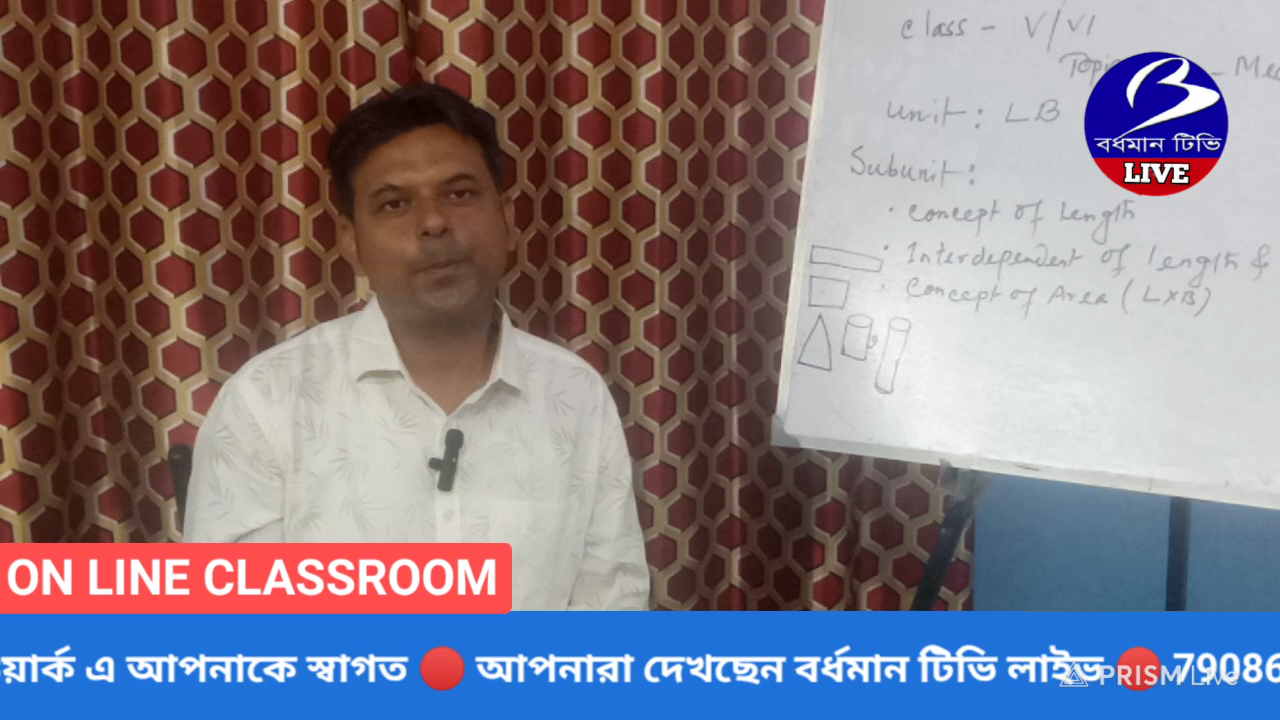 class - V/VI
Unit: LB
Subunit:
• Concept of Length
• Interdependent of length &
• Concept of Area (LXB)
বর্ধমান টিভি
LIVE
ON LINE CLASSROOM
য়ার্ক এ আপনাকে স্বাগত 🔴 আপনারা দেখছেন বর্ধমান টিভি লাইভ 🔴 79086
PRISM Live